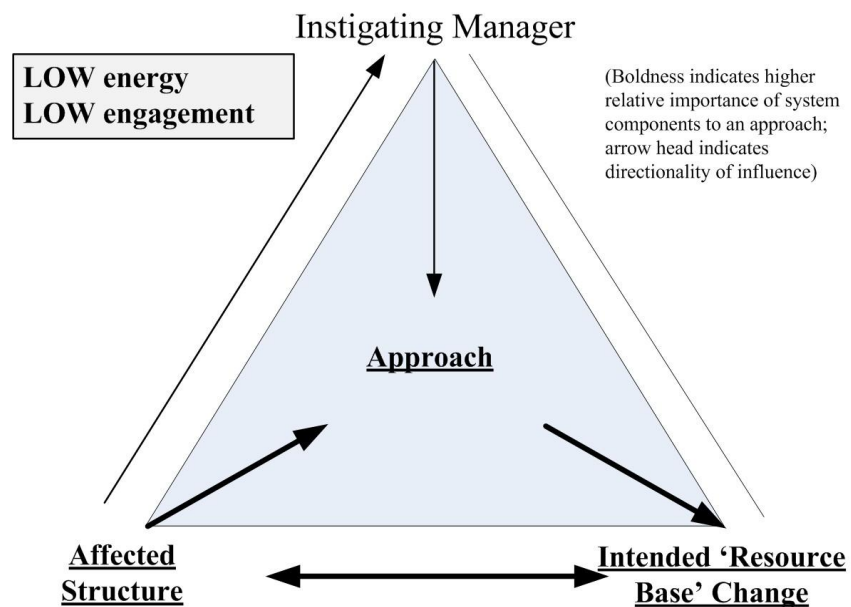 Instigating Manager
LOW energy
LOW engagement
(Boldness indicates higher
relative importance of system
components to an approach;
arrow head indicates
directionality of influence)
Approach
Affected
Structure
Intended ‘Resource
Base’ Change